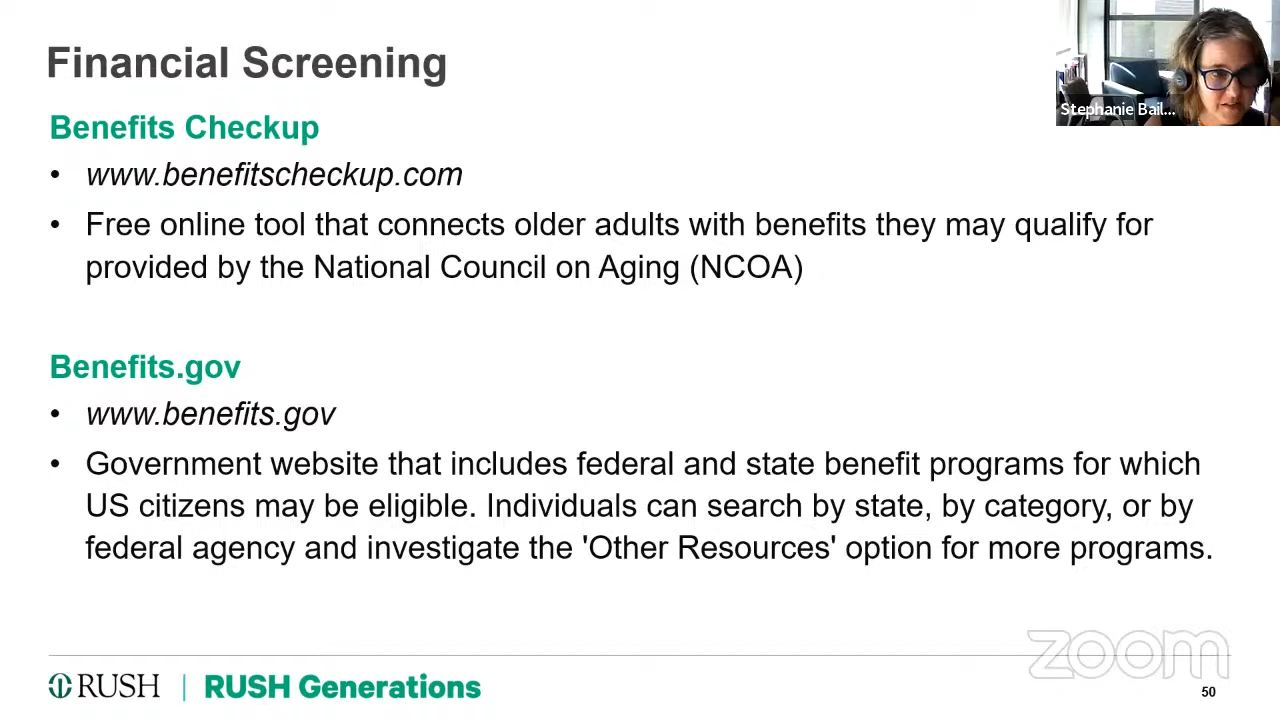 Financial Screening
Stephanie Bail...
Benefits Checkup
• www.benefitscheckup.com
• Free online tool that connects older adults with benefits they may qualify for
provided by the National Council on Aging (NCOA)
Benefits.gov
• www.benefits.gov
• Government website that includes federal and state benefit programs for which
US citizens may be eligible. Individuals can search by state, by category, or by
federal agency and investigate the 'Other Resources' option for more programs.
zoom
RUSH | RUSH Generations
50